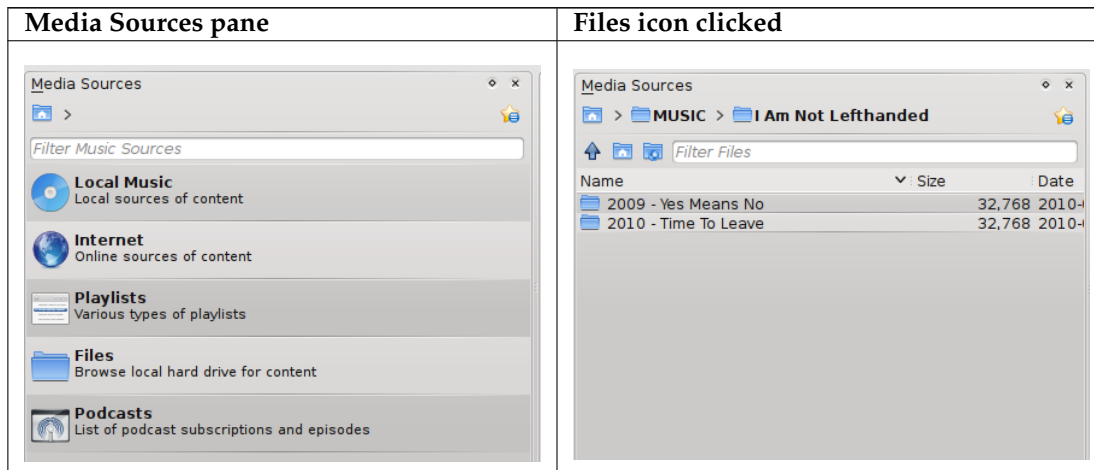 Media Sources pane
Files icon clicked
Media Sources
>
Filter Music Sources
Local Music
Local sources of content
Internet
Online sources of content
Playlists
Various types of playlists
Files
Browse local hard drive for content
Podcasts
List of podcast subscriptions and episodes
Media Sources
> MUSIC > I Am Not Lefthanded
Filter Files
Name Size Date
2009 - Yes Means No 32,768 2010-
2010 - Time To Leave 32,768 2010-